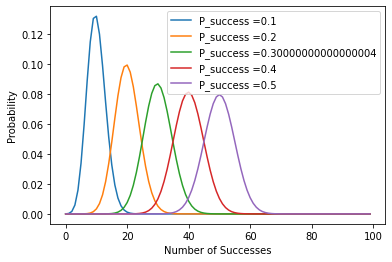 P_success =0.1
P_success =0.2
P_success =0.30000000000000004
P_success =0.4
P_success =0.5
Probability
0.12
0.10
0.08
0.06
0.04
0.02
0.00
0
20
40
60
80
100
Number of Successes